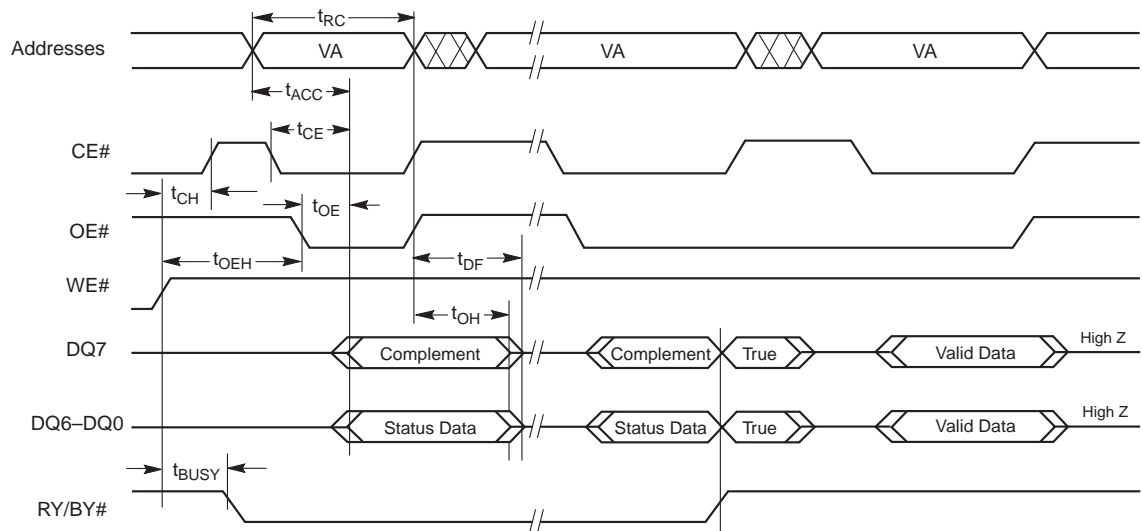 tRC
Addresses VA VA VA
tACC
tCE
CE#
tCH tOE
OE#
tOEH tDF
WE#
tOH
DQ7 Complement Complement True Valid Data High Z
DQ6–DQ0 Status Data Status Data True Valid Data High Z
tBUSY
RY/BY#